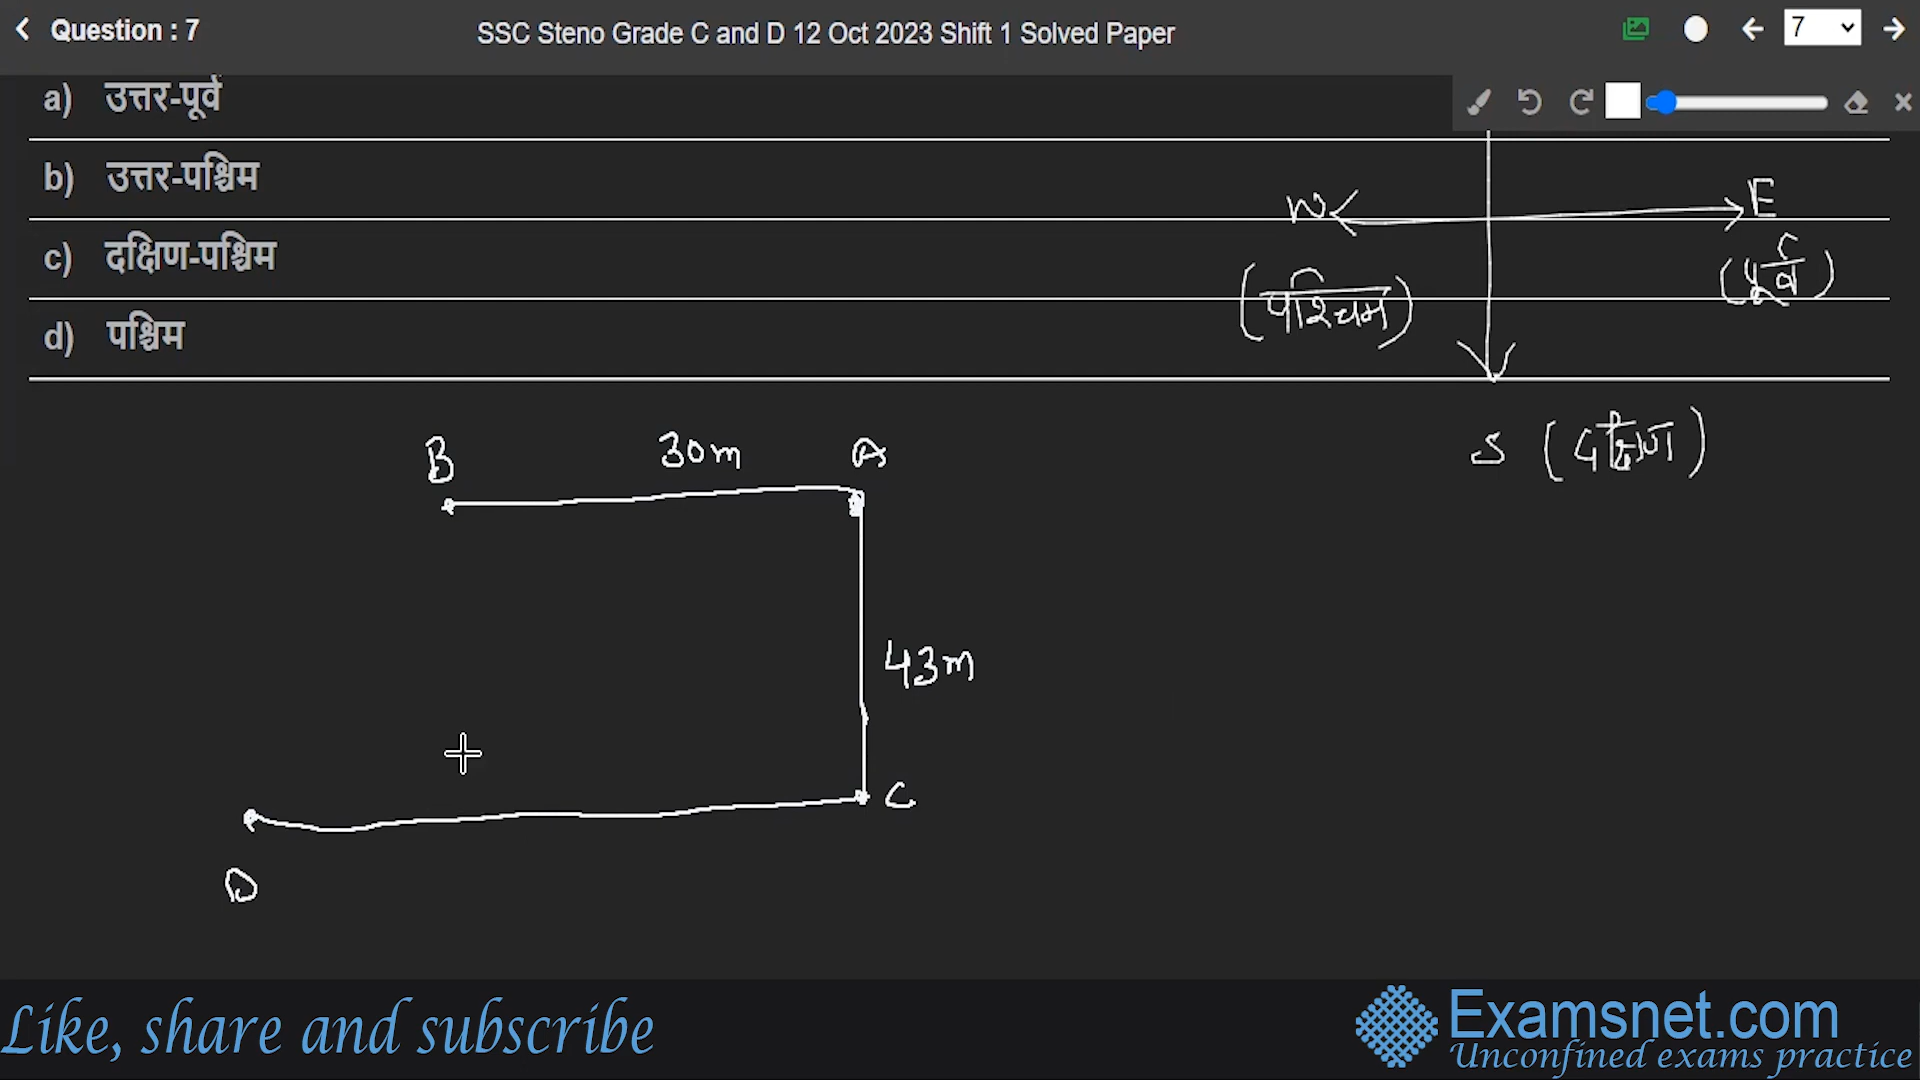 Question : 7
SSC Steno Grade C and D 12 Oct 2023 Shift 1 Solved Paper
7
a) उत्तर-पूर्व
b) उत्तर-पश्चिम
c) दक्षिण-पश्चिम
d) पश्चिम
W
E
(पश्चिम)
(पूर्व)
S (दक्षिण)
B
30m
A
43m
C
D
Like, share and subscribe
Examsnet.com
Unconfined exams practice